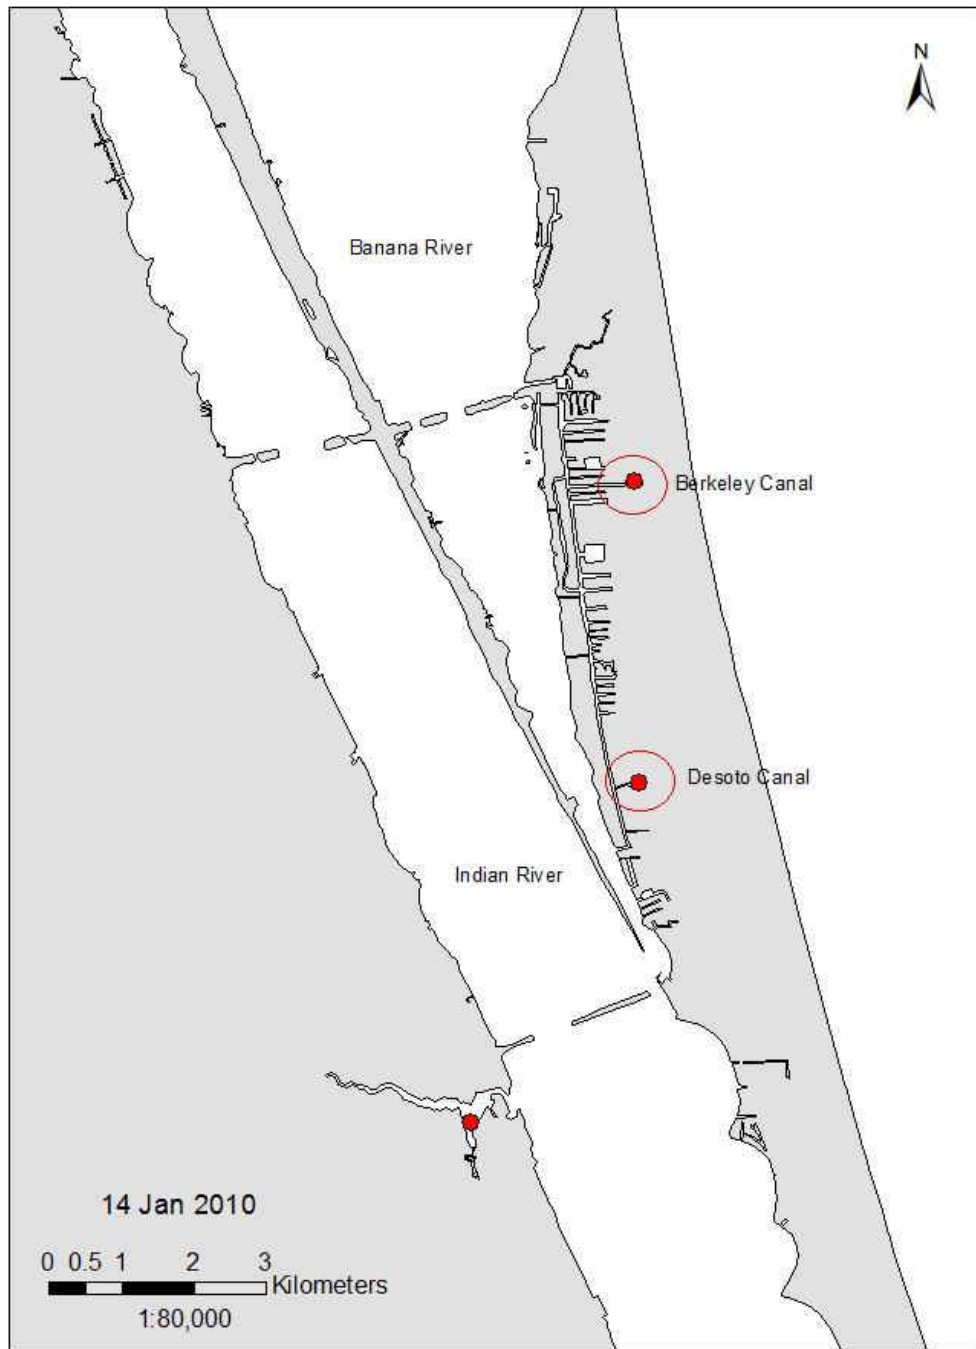 N
Banana River
Berkeley Canal
Desoto Canal
Indian River
14 Jan 2010
0 0.5 1 2 3
Kilometers
1:80,000